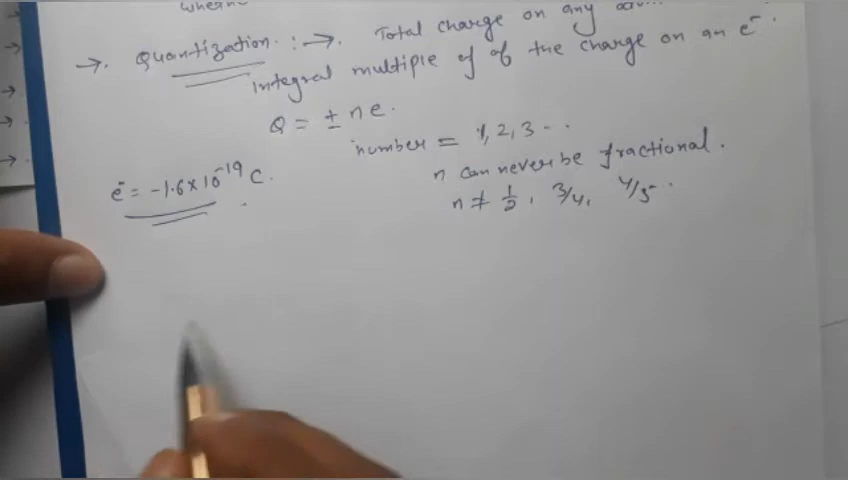 →. Quantization : → . Total charge on any
Integral multiple of of the charge on an e⁻.
Q = ± ne.
number = 1, 2, 3 - . .
n can never be fractional.
e⁻ = -1.6 × 10⁻¹⁹ C.
n ≠ 1/2, 3/4, 4/5 - . .